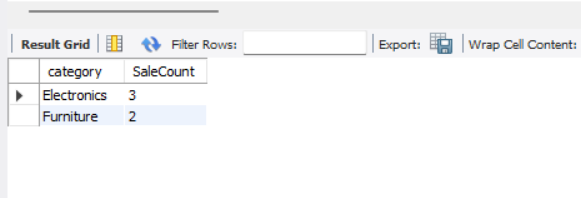 Result Grid Filter Rows: Export: Wrap Cell Content:
category SaleCount
Electronics 3
Furniture 2